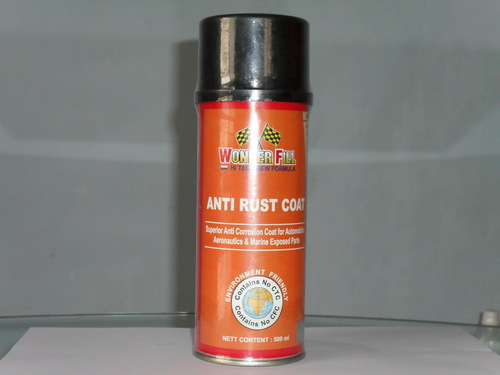 WONDER FILL
HI TECH NEW FORMULA
ANTI RUST COAT
Superior Anti Corrosion Coat for Automobile
Aeronautics & Marine Exposed Parts
ENVIRONMENT FRIENDLY
Contains No CTC
Contains No CFC
NETT CONTENT : 500 ml